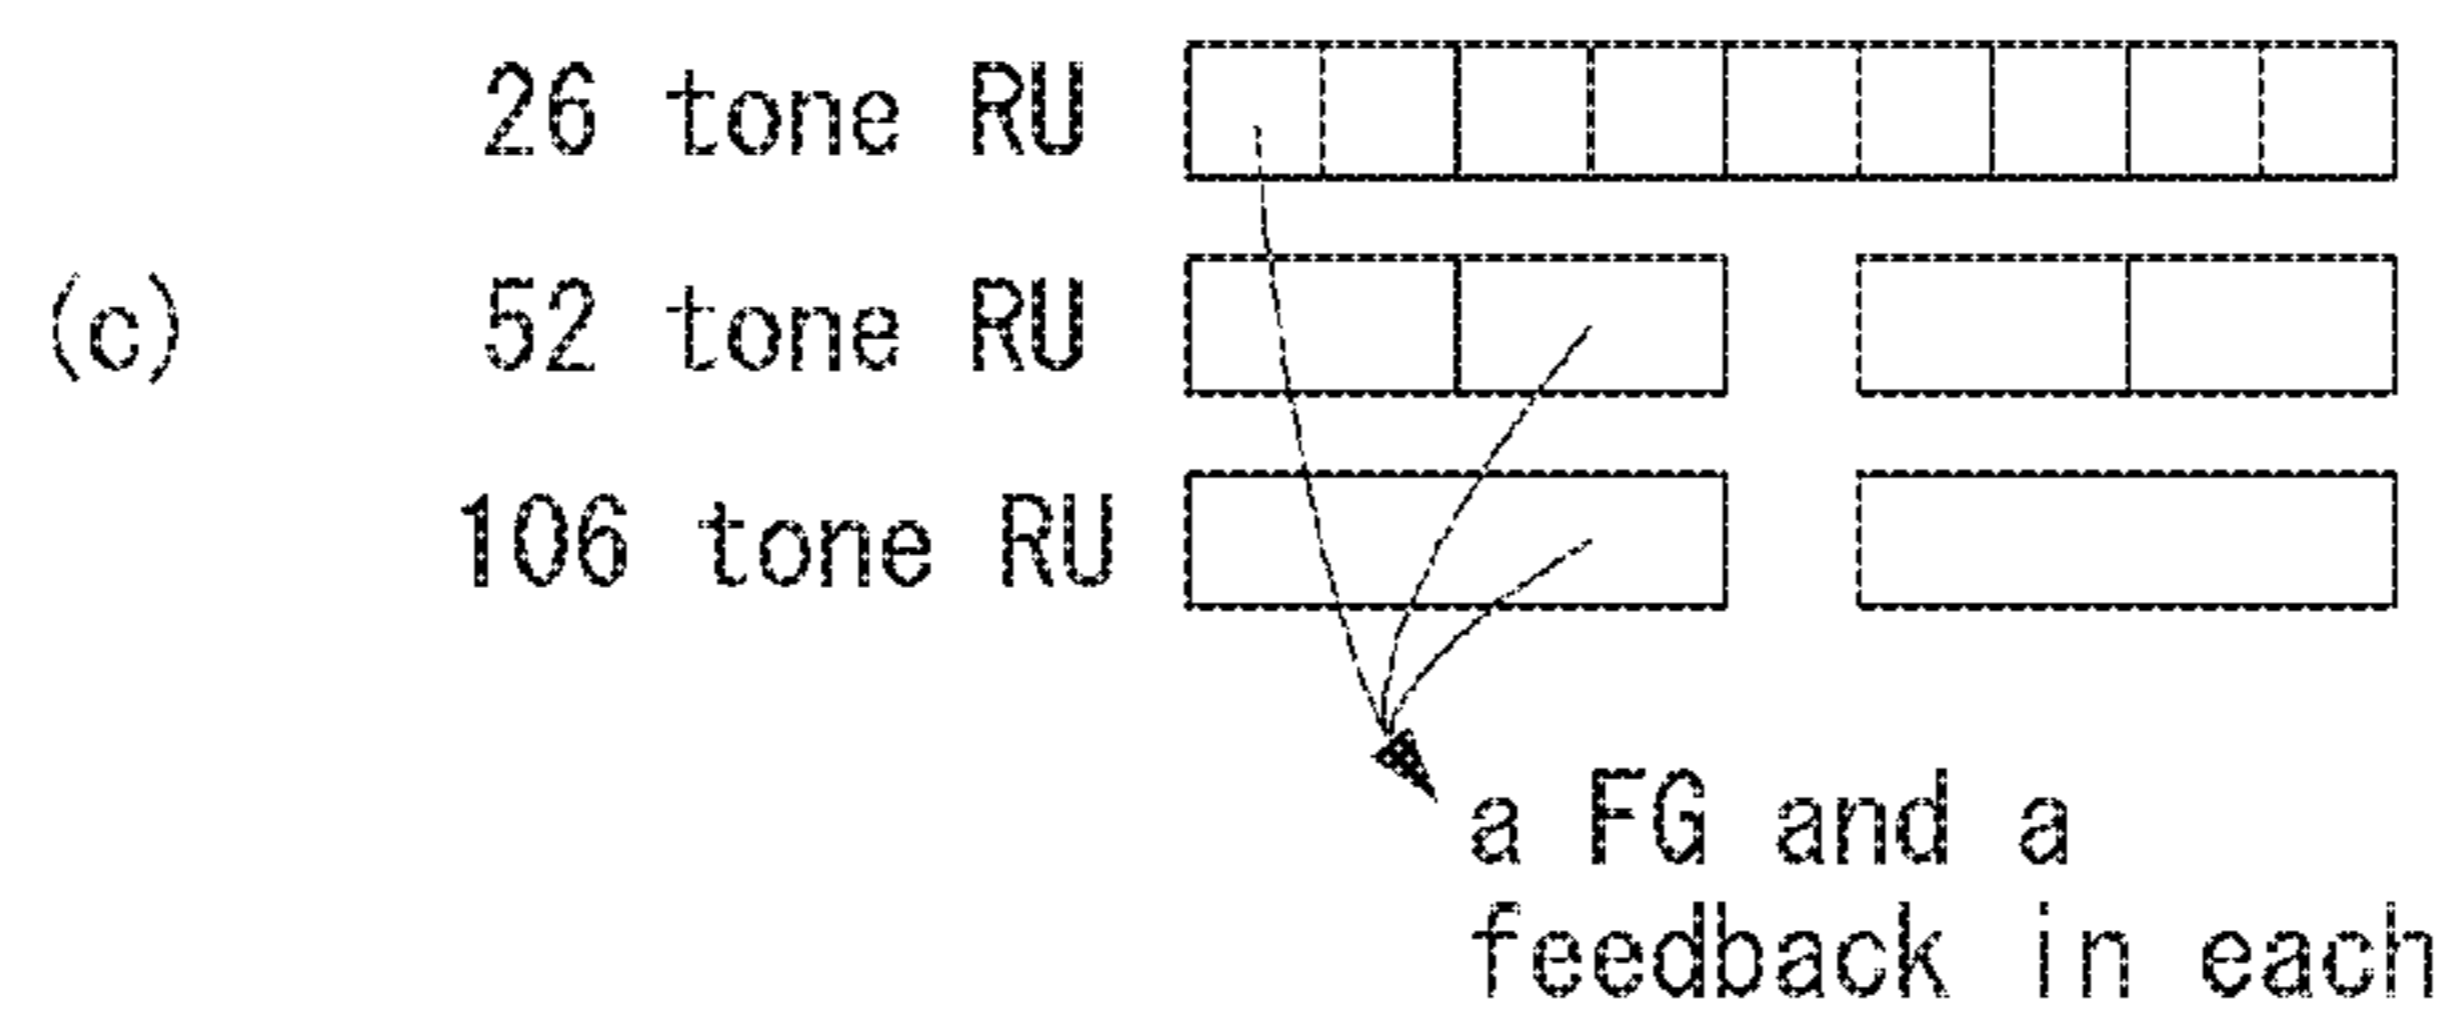 26 tone RU
(c)
52 tone RU
106 tone RU
a FG and a
feedback in each